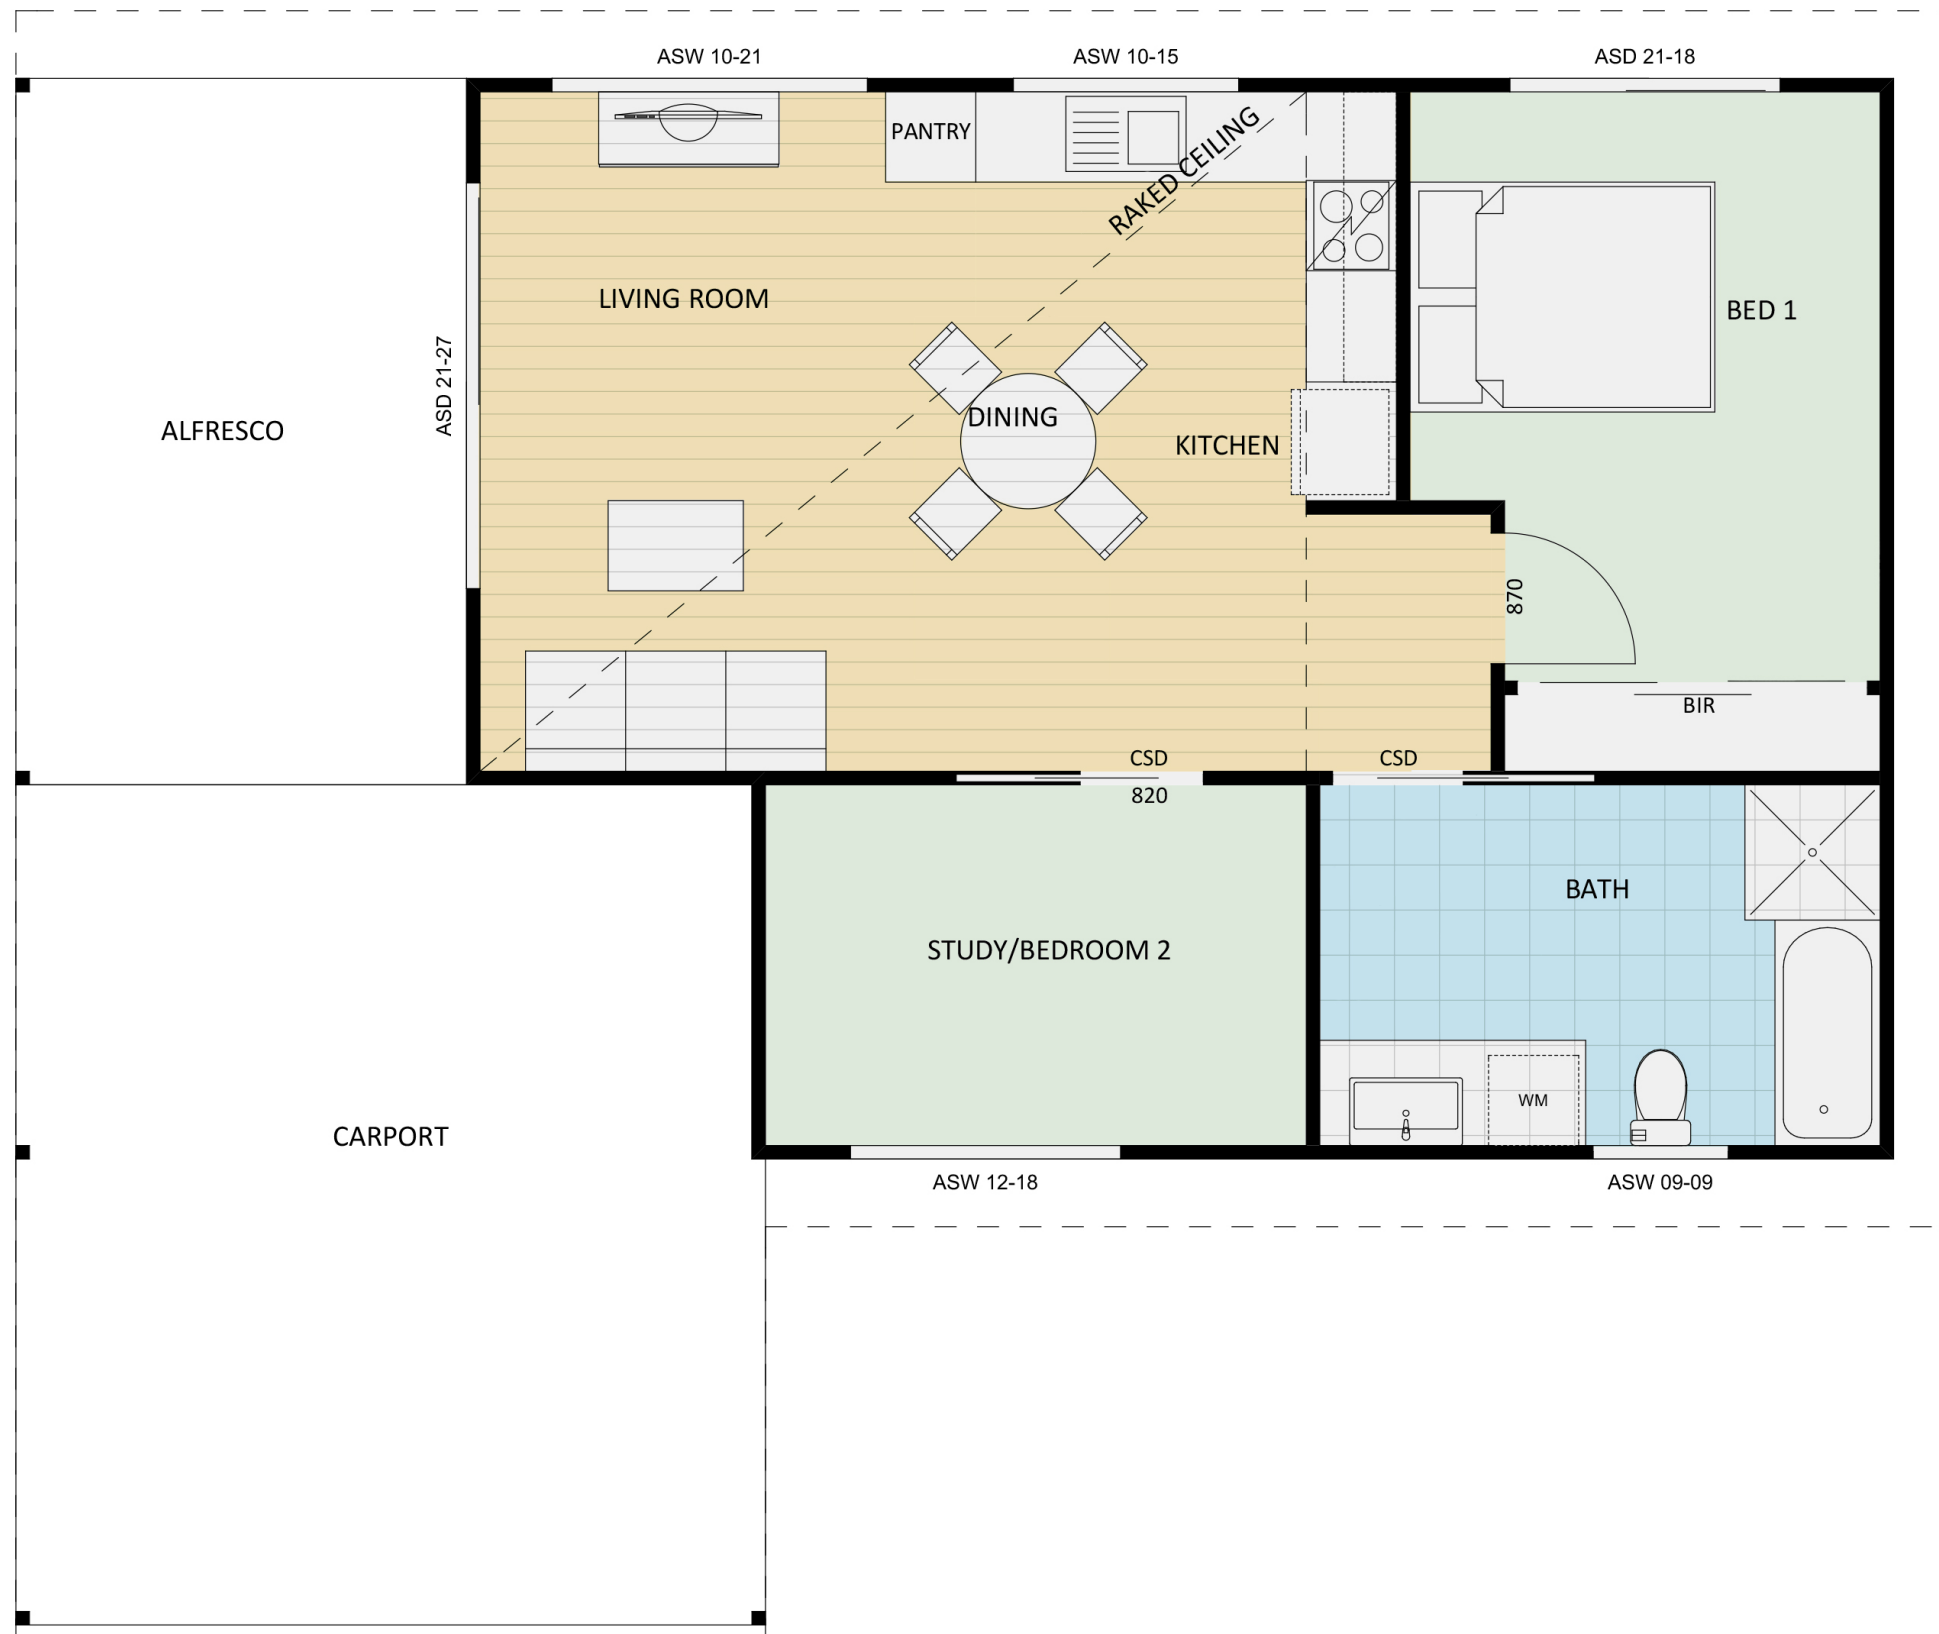 ASW 10-21
ASW 10-15
ASD 21-18
PANTRY
RAKED CEILING
LIVING ROOM
BED 1
ASD 21-27
DINING
ALFRESCO
KITCHEN
870
BIR
CSD
CSD
820
BATH
STUDY/BEDROOM 2
WM
CARPORT
ASW 12-18
ASW 09-09